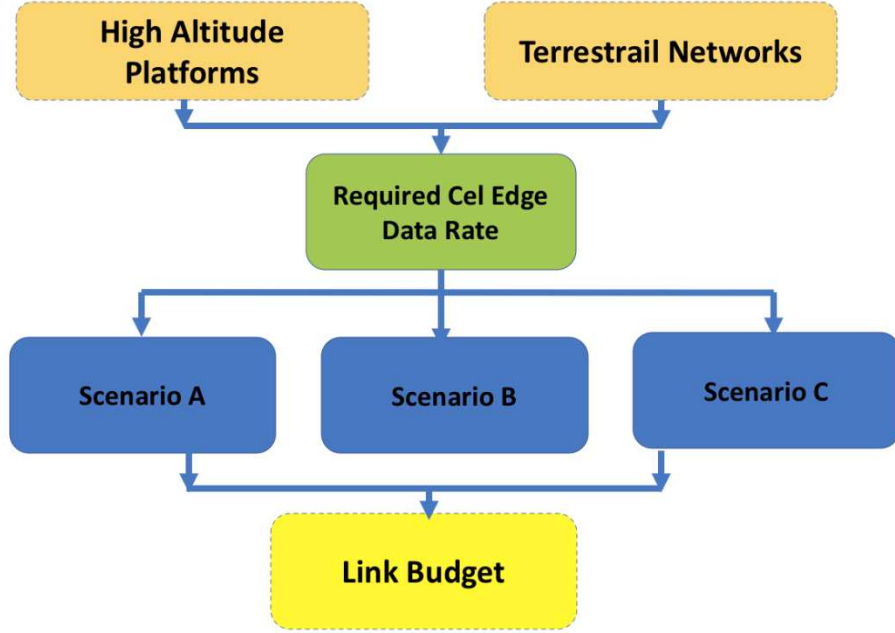 High Altitude
Platforms
Terrestrail Networks
Required Cel Edge
Data Rate
Scenario A
Scenario B
Scenario C
Link Budget